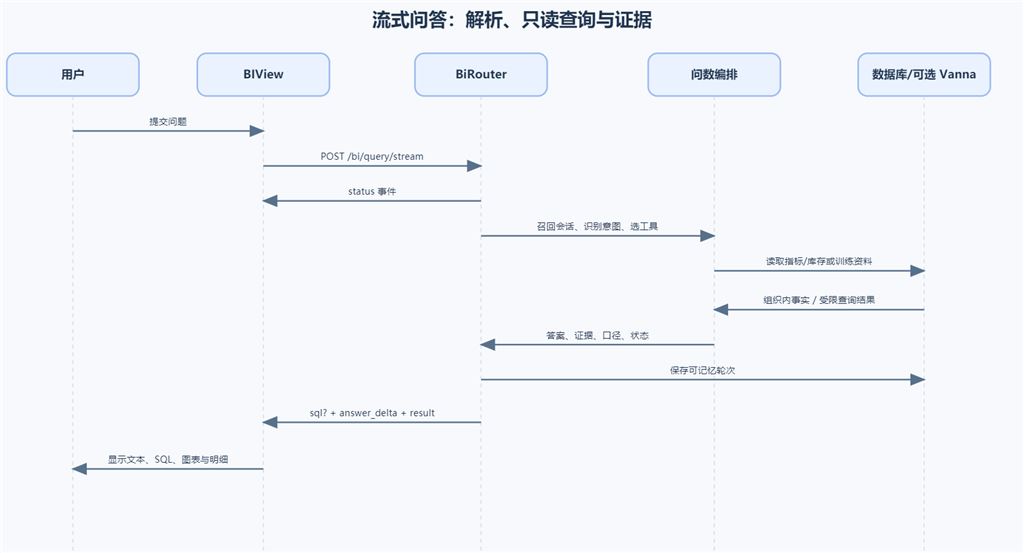 流式问答：解析、只读查询与证据
用户
BIView
BiRouter
问数编排
数据库/可选 Vanna
提交问题
POST /bi/query/stream
status 事件
召回会话、识别意图、选工具
读取指标/库存或训练资料
组织内事实 / 受限查询结果
答案、证据、口径、状态
保存可记忆轮次
sql? + answer_delta + result
显示文本、SQL、图表与明细